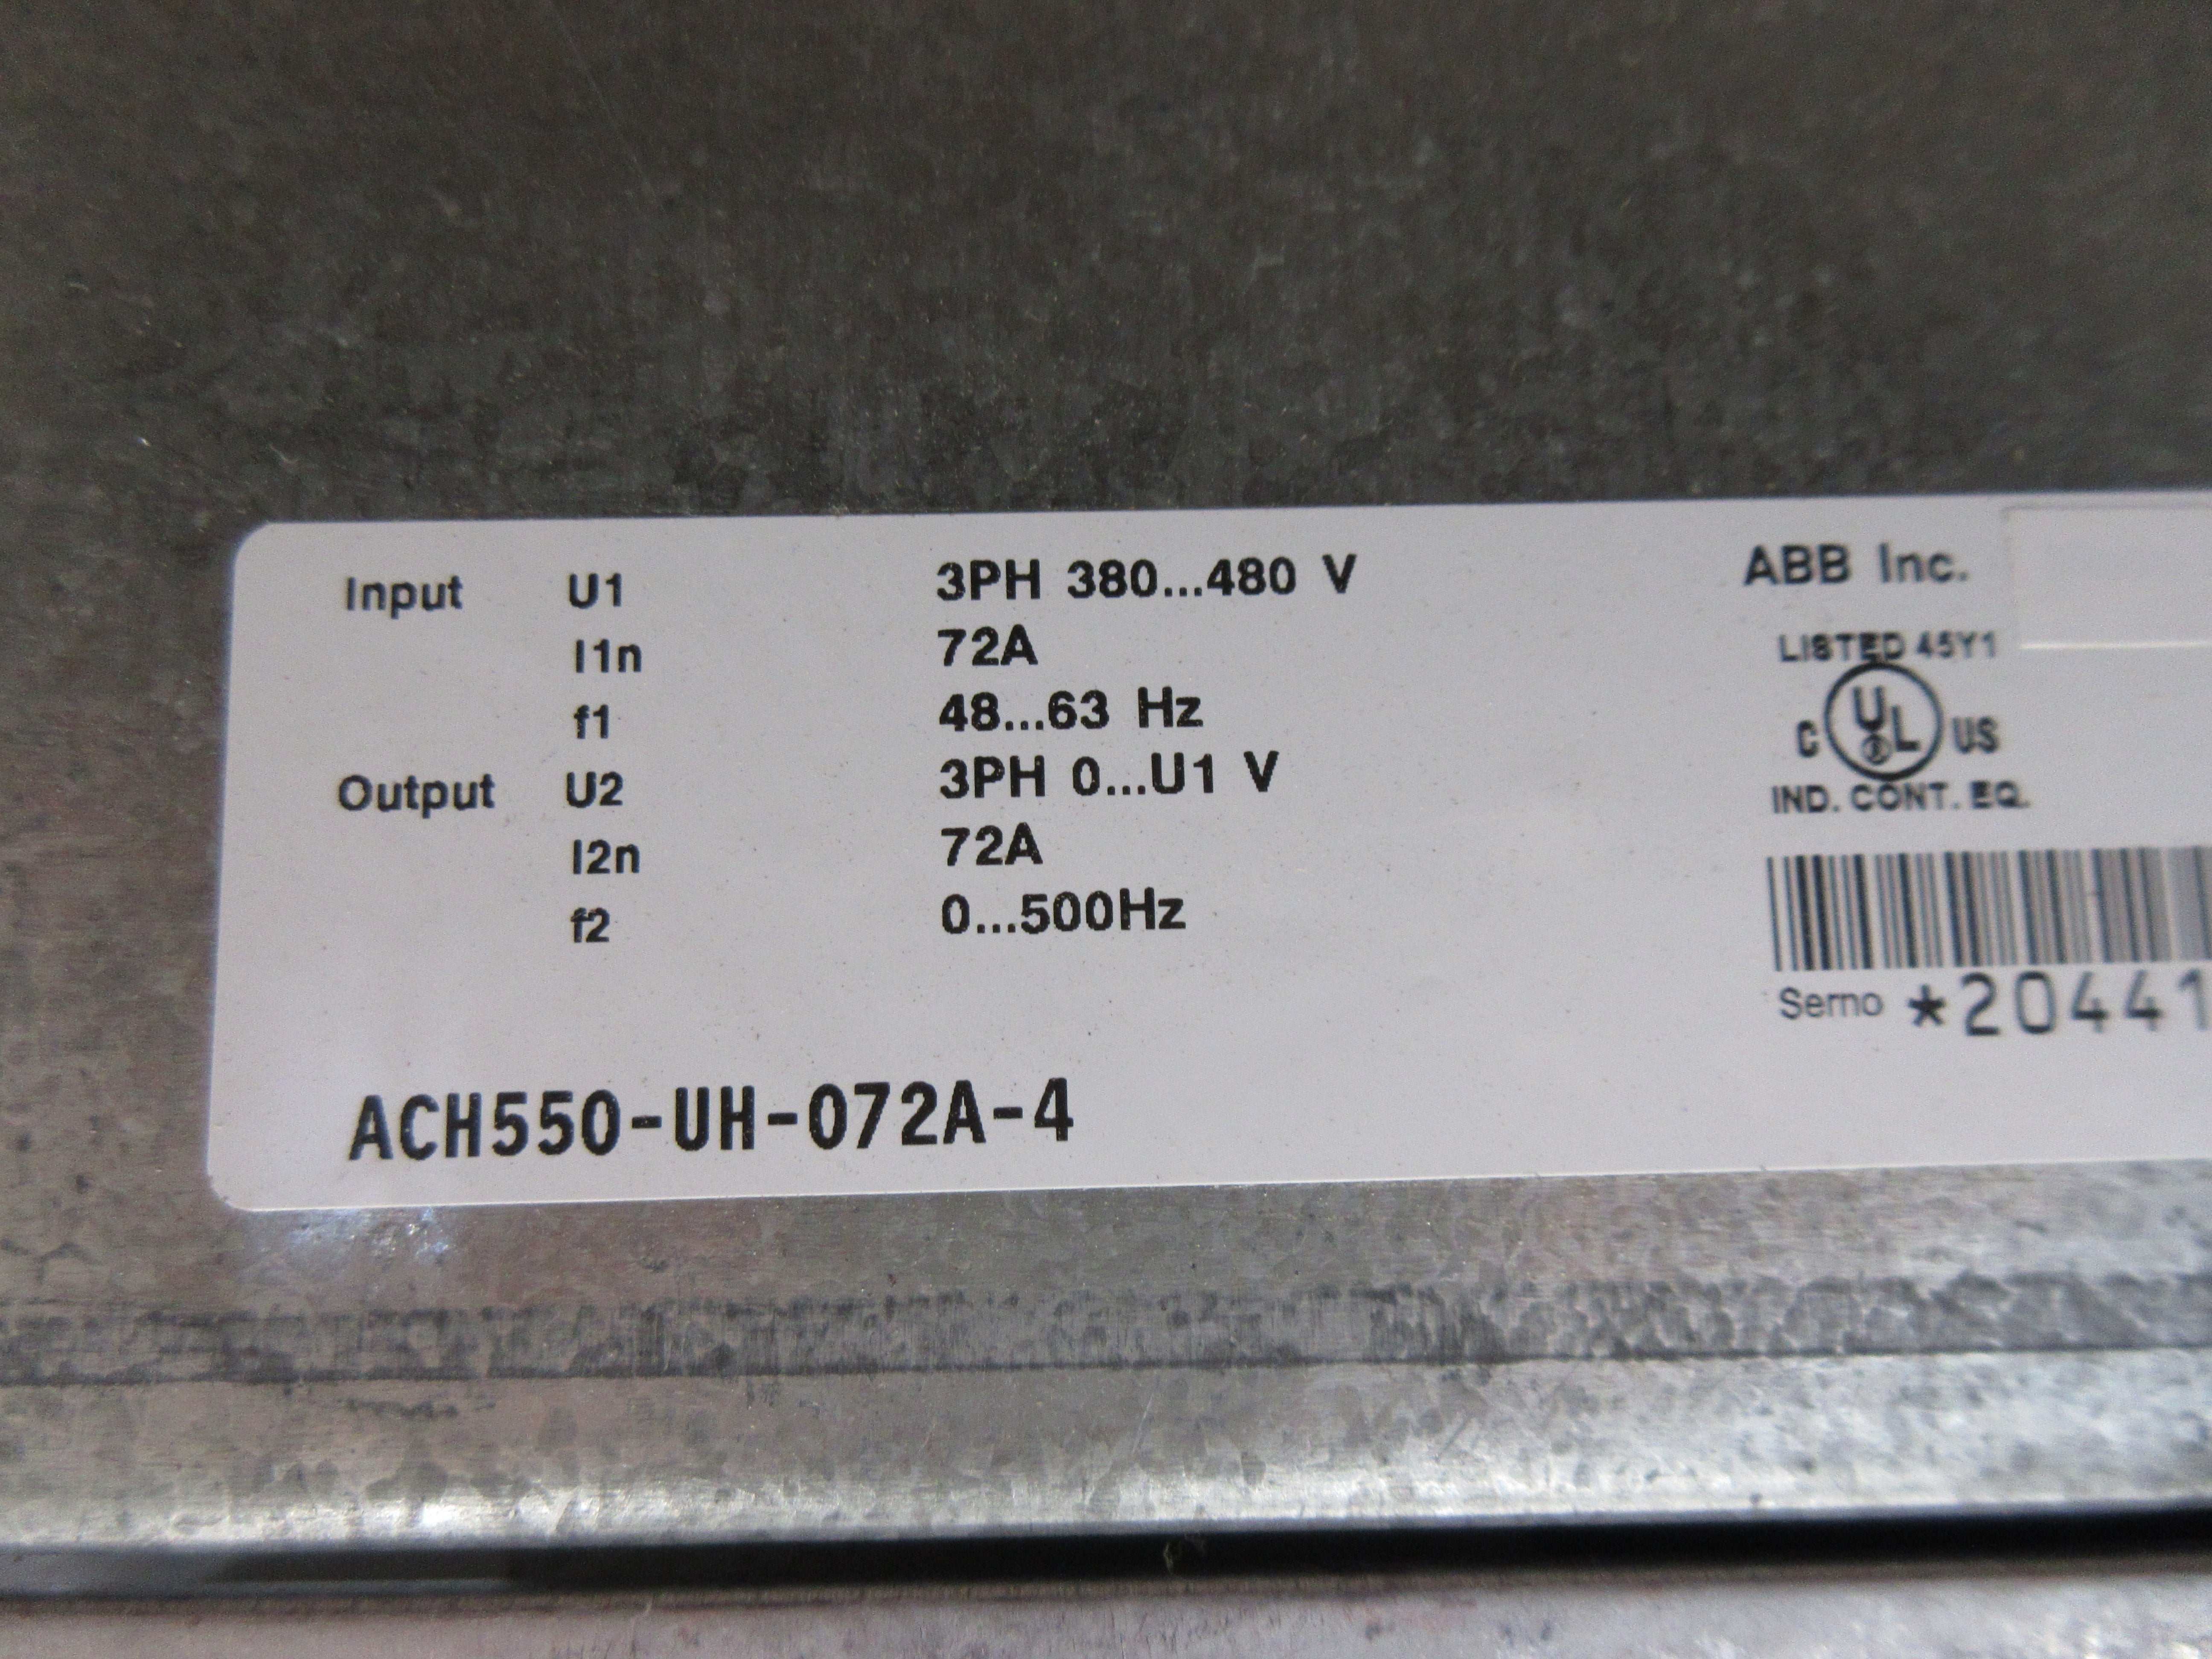 Input U1 3PH 380...480 V
I1n 72A
f1 48...63 Hz
Output U2 3PH 0...U1 V
I2n 72A
f2 0...500Hz
ACH550-UH-072A-4
ABB Inc.
LISTED 45Y1
C UL ® US
IND. CONT. EQ.
Serno *20441